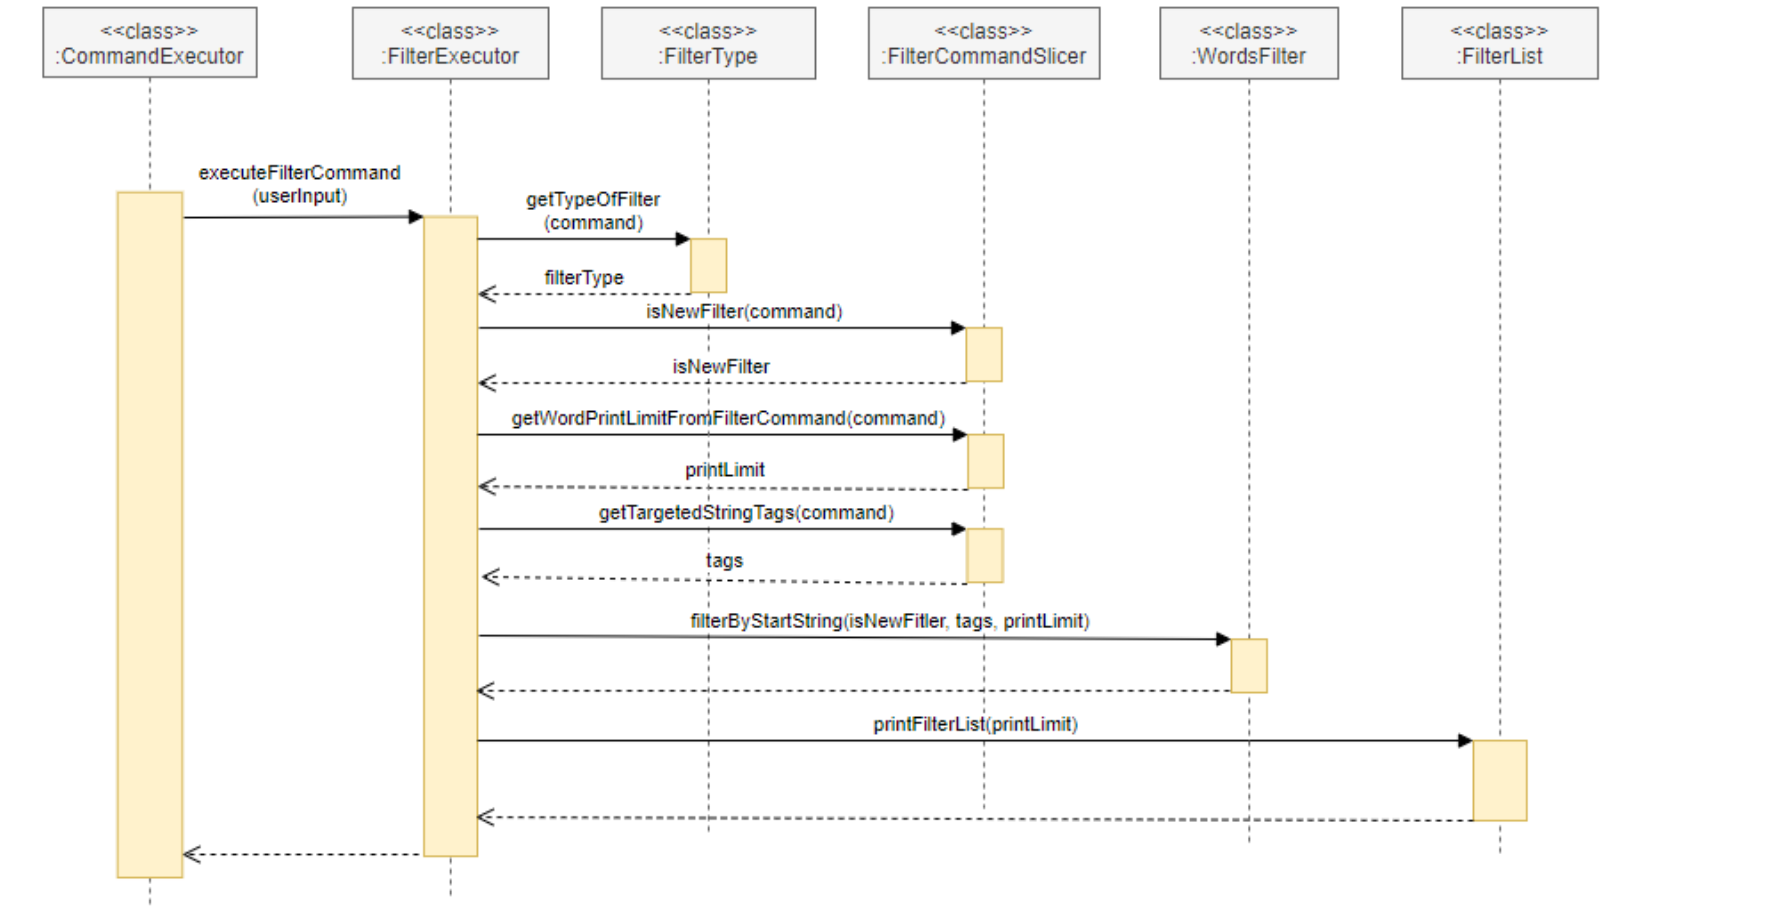 <<class>>
:CommandExecutor
<<class>>
:FilterExecutor
<<class>>
:FilterType
<<class>>
:FilterCommandSlicer
<<class>>
:WordsFilter
<<class>>
:FilterList
executeFilterCommand
(userInput)
getTypeOfFilter
(command)
filterType
isNewFilter(command)
isNewFilter
getWordPrintLimitFromFilterCommand(command)
printLimit
getTargetedStringTags(command)
tags
filterByStartString(isNewFitler, tags, printLimit)
printFilterList(printLimit)